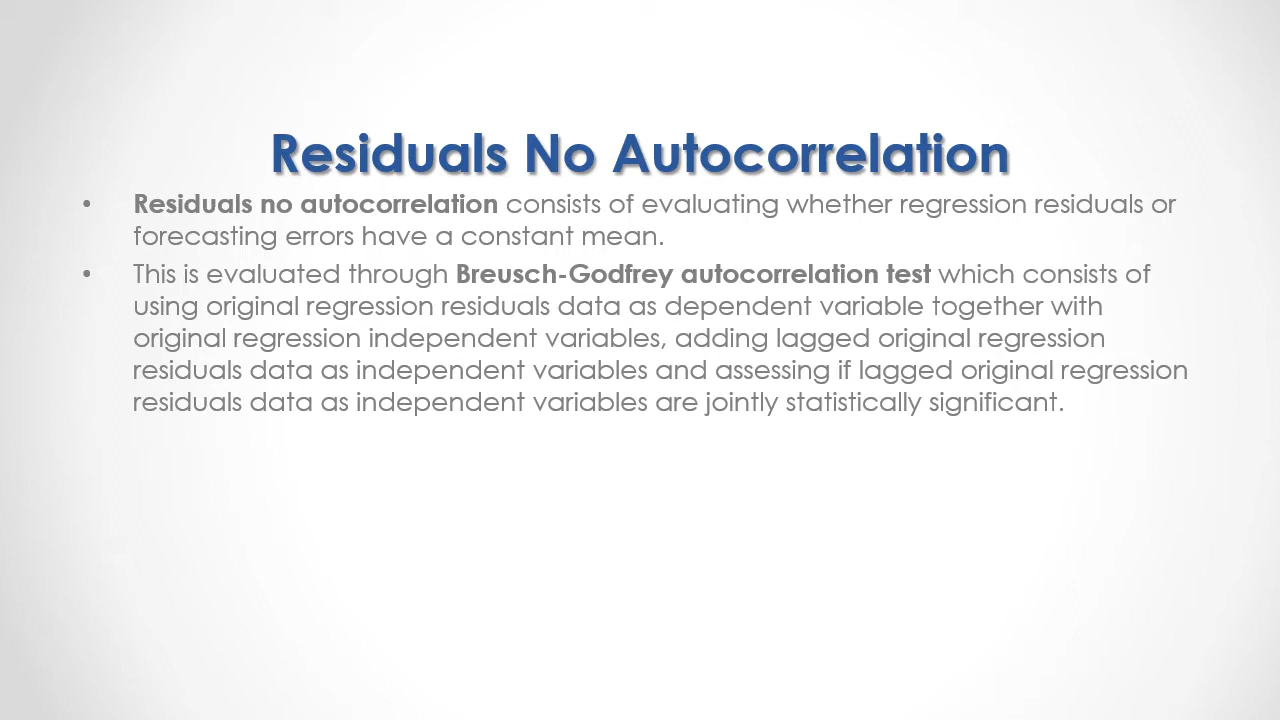 Residuals No Autocorrelation
• Residuals no autocorrelation consists of evaluating whether regression residuals or
forecasting errors have a constant mean.
• This is evaluated through Breusch-Godfrey autocorrelation test which consists of
using original regression residuals data as dependent variable together with
original regression independent variables, adding lagged original regression
residuals data as independent variables and assessing if lagged original regression
residuals data as independent variables are jointly statistically significant.